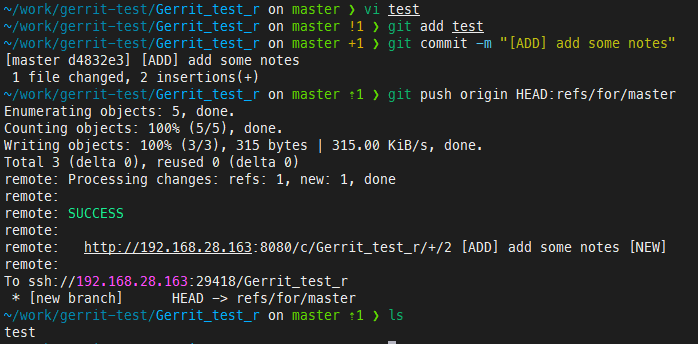 ~/work/gerrit-test/Gerrit_test_r on master ❯ vi test
~/work/gerrit-test/Gerrit_test_r on master !1 ❯ git add test
~/work/gerrit-test/Gerrit_test_r on master +1 ❯ git commit -m "[ADD] add some notes"
[master d4832e3] [ADD] add some notes
 1 file changed, 2 insertions(+)
~/work/gerrit-test/Gerrit_test_r on master ⇡1 ❯ git push origin HEAD:refs/for/master
Enumerating objects: 5, done.
Counting objects: 100% (5/5), done.
Writing objects: 100% (3/3), 315 bytes | 315.00 KiB/s, done.
Total 3 (delta 0), reused 0 (delta 0)
remote: Processing changes: refs: 1, new: 1, done
remote:
remote: SUCCESS
remote:
remote:   http://192.168.28.163:8080/c/Gerrit_test_r/+/2 [ADD] add some notes [NEW]
remote:
To ssh://192.168.28.163:29418/Gerrit_test_r
 * [new branch]      HEAD -> refs/for/master
~/work/gerrit-test/Gerrit_test_r on master ⇡1 ❯ ls
test